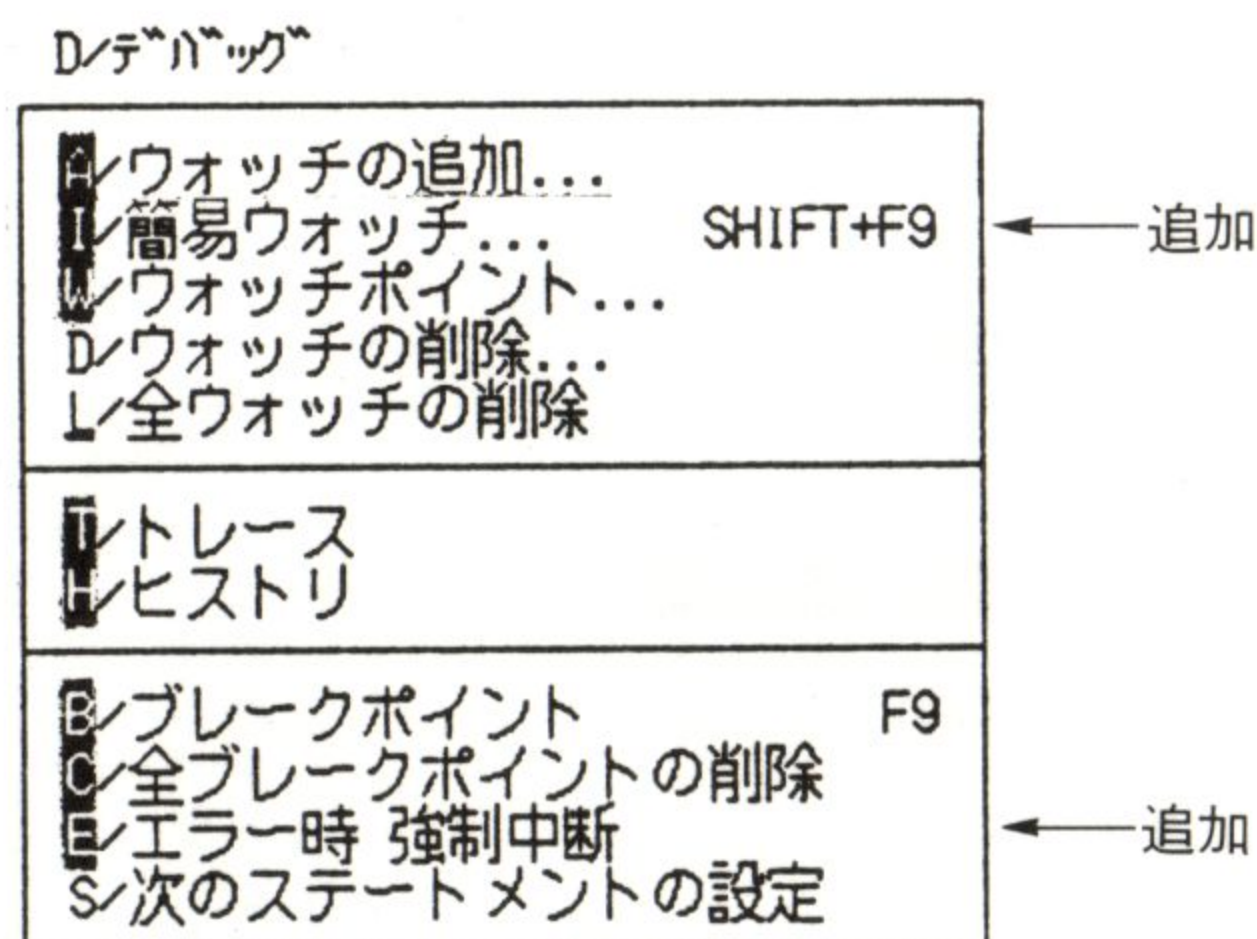 D/ﾃﾞﾊﾞｯｸﾞ
A/ウォッチの追加...
I/簡易ウォッチ... SHIFT+F9 ←追加
W/ウォッチポイント...
D/ウォッチの削除...
L/全ウォッチの削除
T/トレース
H/ヒストリ
B/ブレークポイント F9
C/全ブレークポイントの削除
E/エラー時 強制中断 ←追加
S/次のステートメントの設定